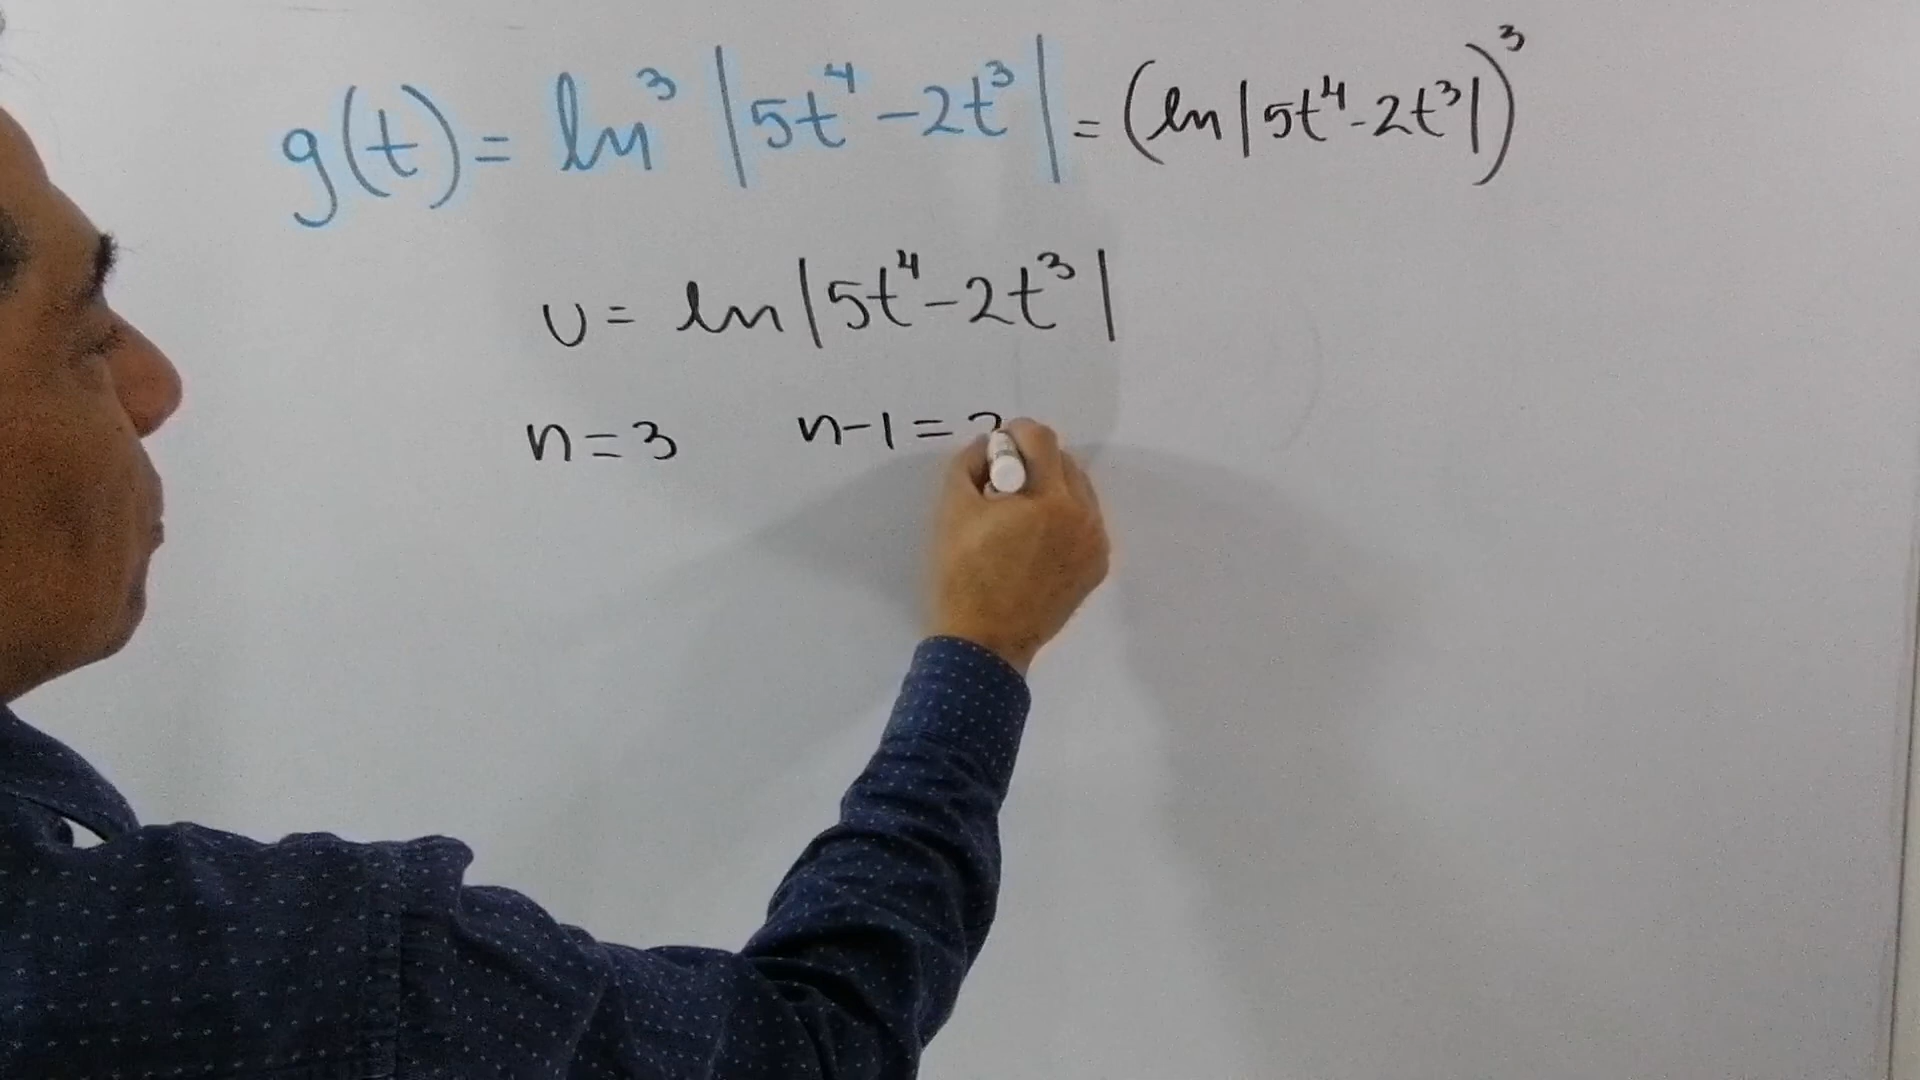 g(t) = ln³ |5t⁴ - 2t³| = (ln |5t⁴ - 2t³|)³
u = ln |5t⁴ - 2t³|
n = 3 n - 1 =